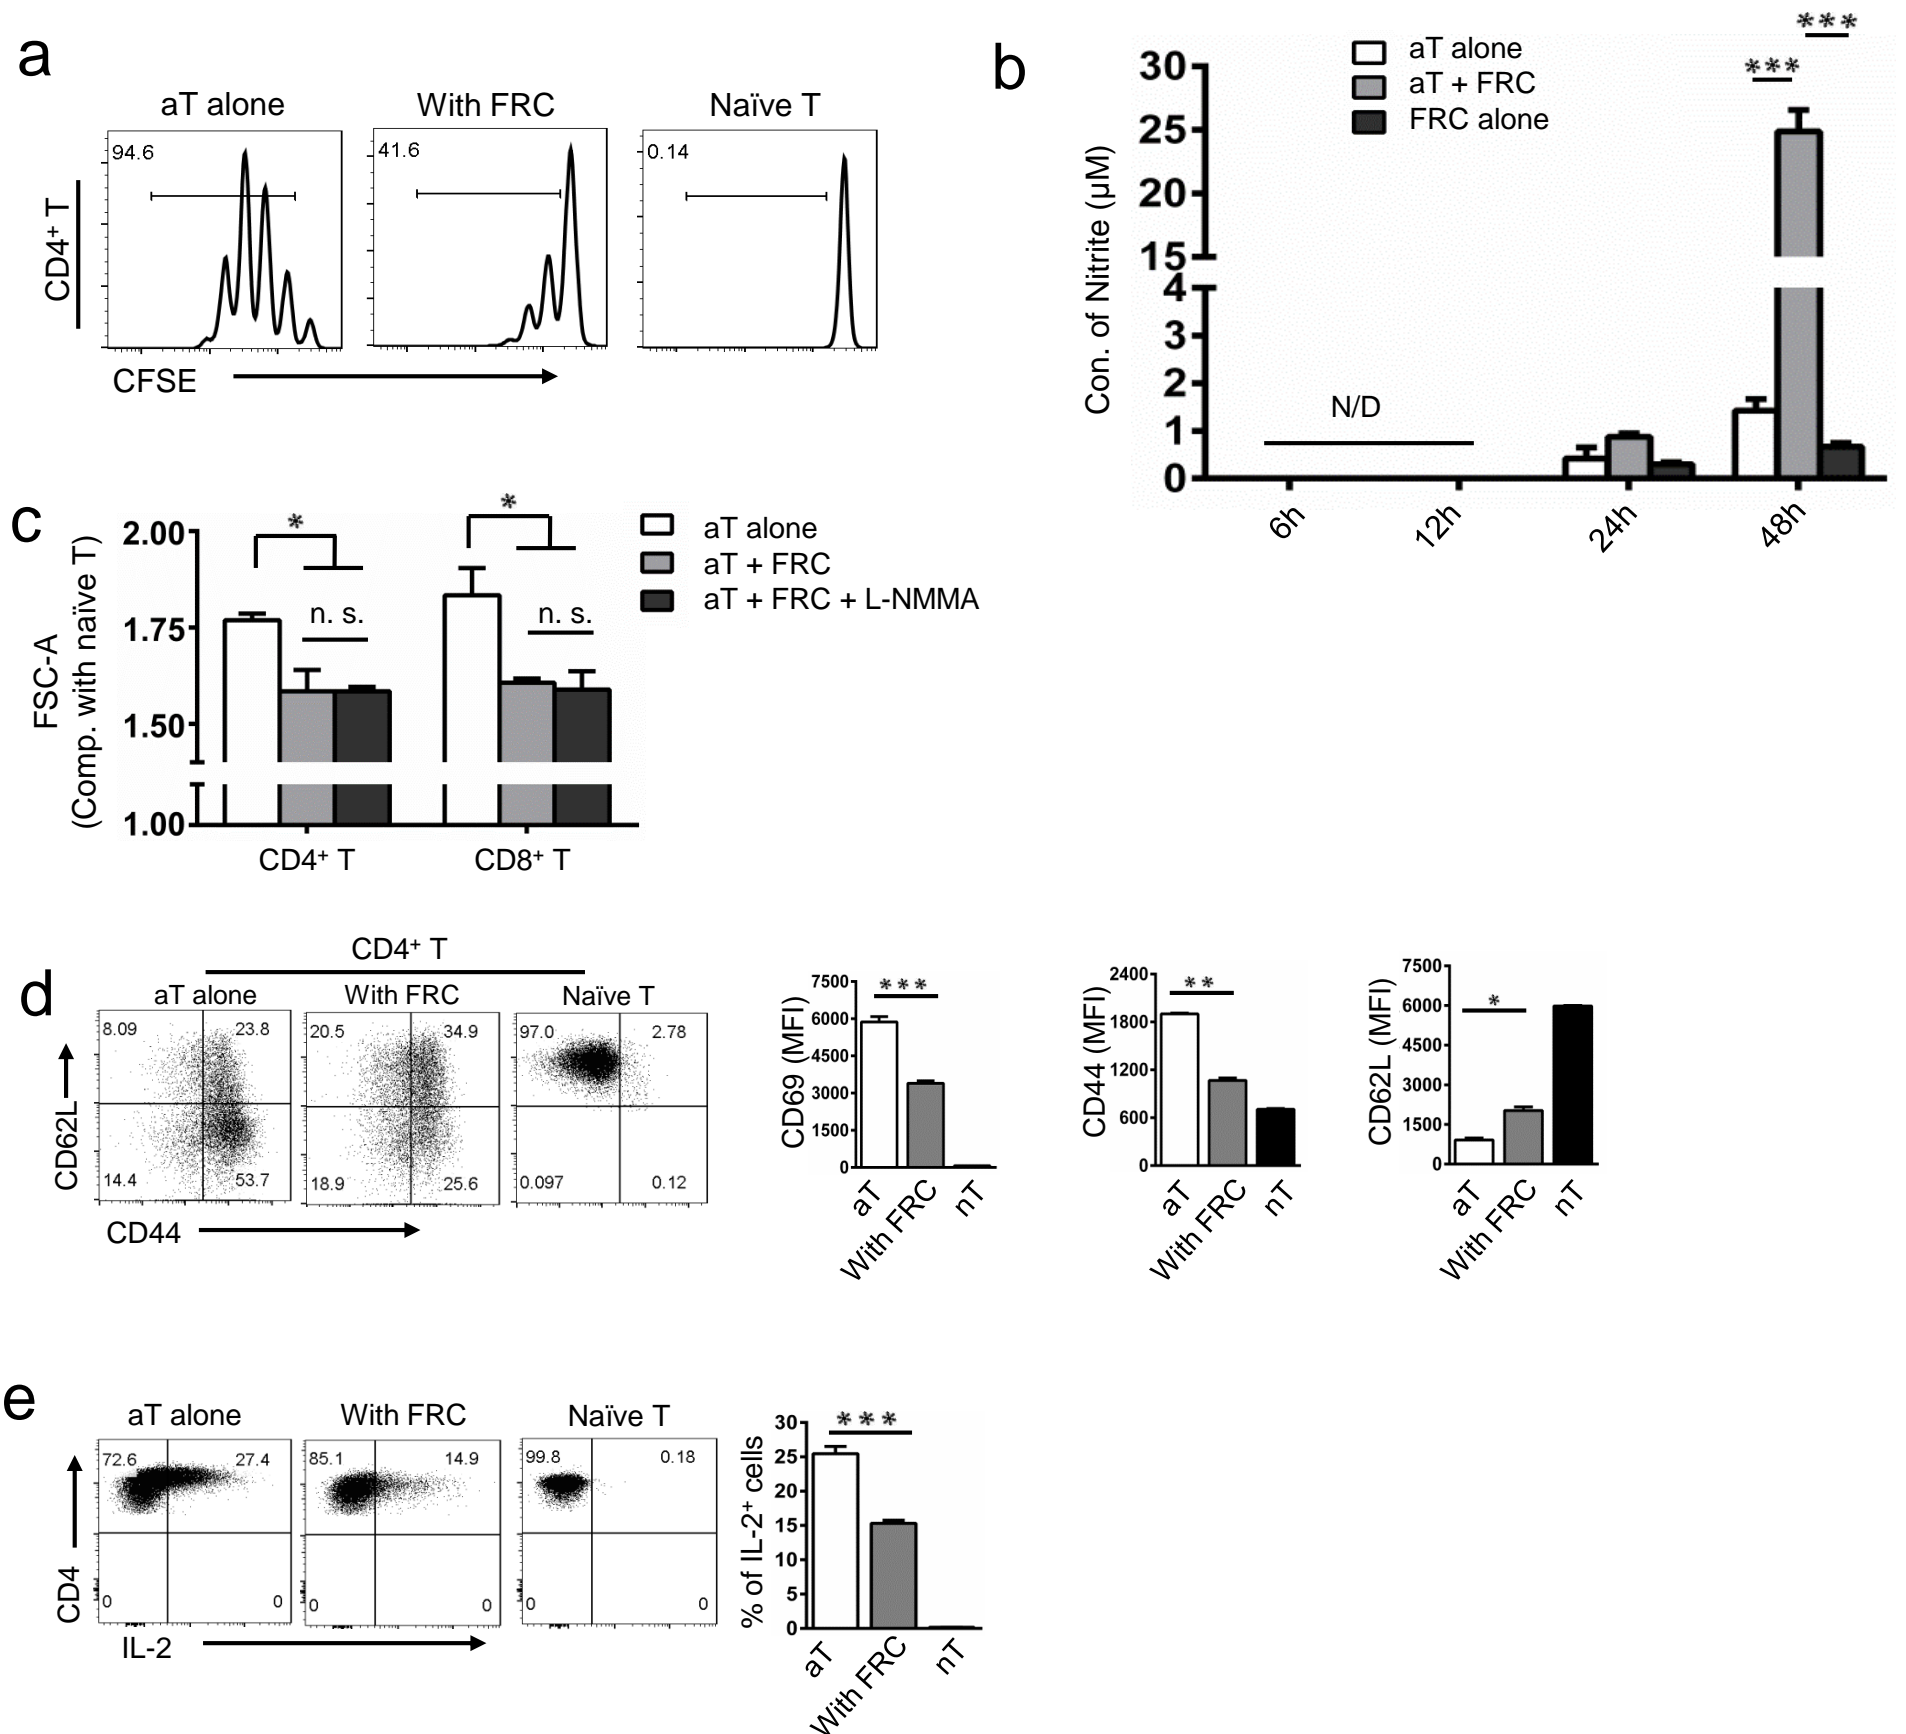 a
aT alone
With FRC
Naïve T
94.6
41.6
0.14
CD4⁺ T
CFSE
b
aT alone
aT + FRC
FRC alone
***
***
Con. of Nitrite (µM)
30
25
20
15
4
3
2
1
0
N/D
6h
12h
24h
48h
c
FSC-A
(Comp. with naïve T)
2.00
1.75
1.50
1.00
*
n. s.
*
n. s.
aT alone
aT + FRC
aT + FRC + L-NMMA
CD4⁺ T
CD8⁺ T
d
CD4⁺ T
aT alone
With FRC
Naïve T
8.09
23.8
14.4
53.7
20.5
34.9
18.9
25.6
97.0
2.78
0.097
0.12
CD62L
CD44
CD69 (MFI)
7500
6000
4500
3000
1500
0
***
aT
With FRC
nT
CD44 (MFI)
2400
1800
1200
600
0
**
aT
With FRC
nT
CD62L (MFI)
7500
6000
4500
3000
1500
0
*
aT
With FRC
nT
e
aT alone
With FRC
Naïve T
72.6
27.4
0
0
85.1
14.9
0
0
99.8
0.18
0
0
CD4
IL-2
% of IL-2⁺ cells
30
25
20
15
10
5
0
***
aT
With FRC
nT